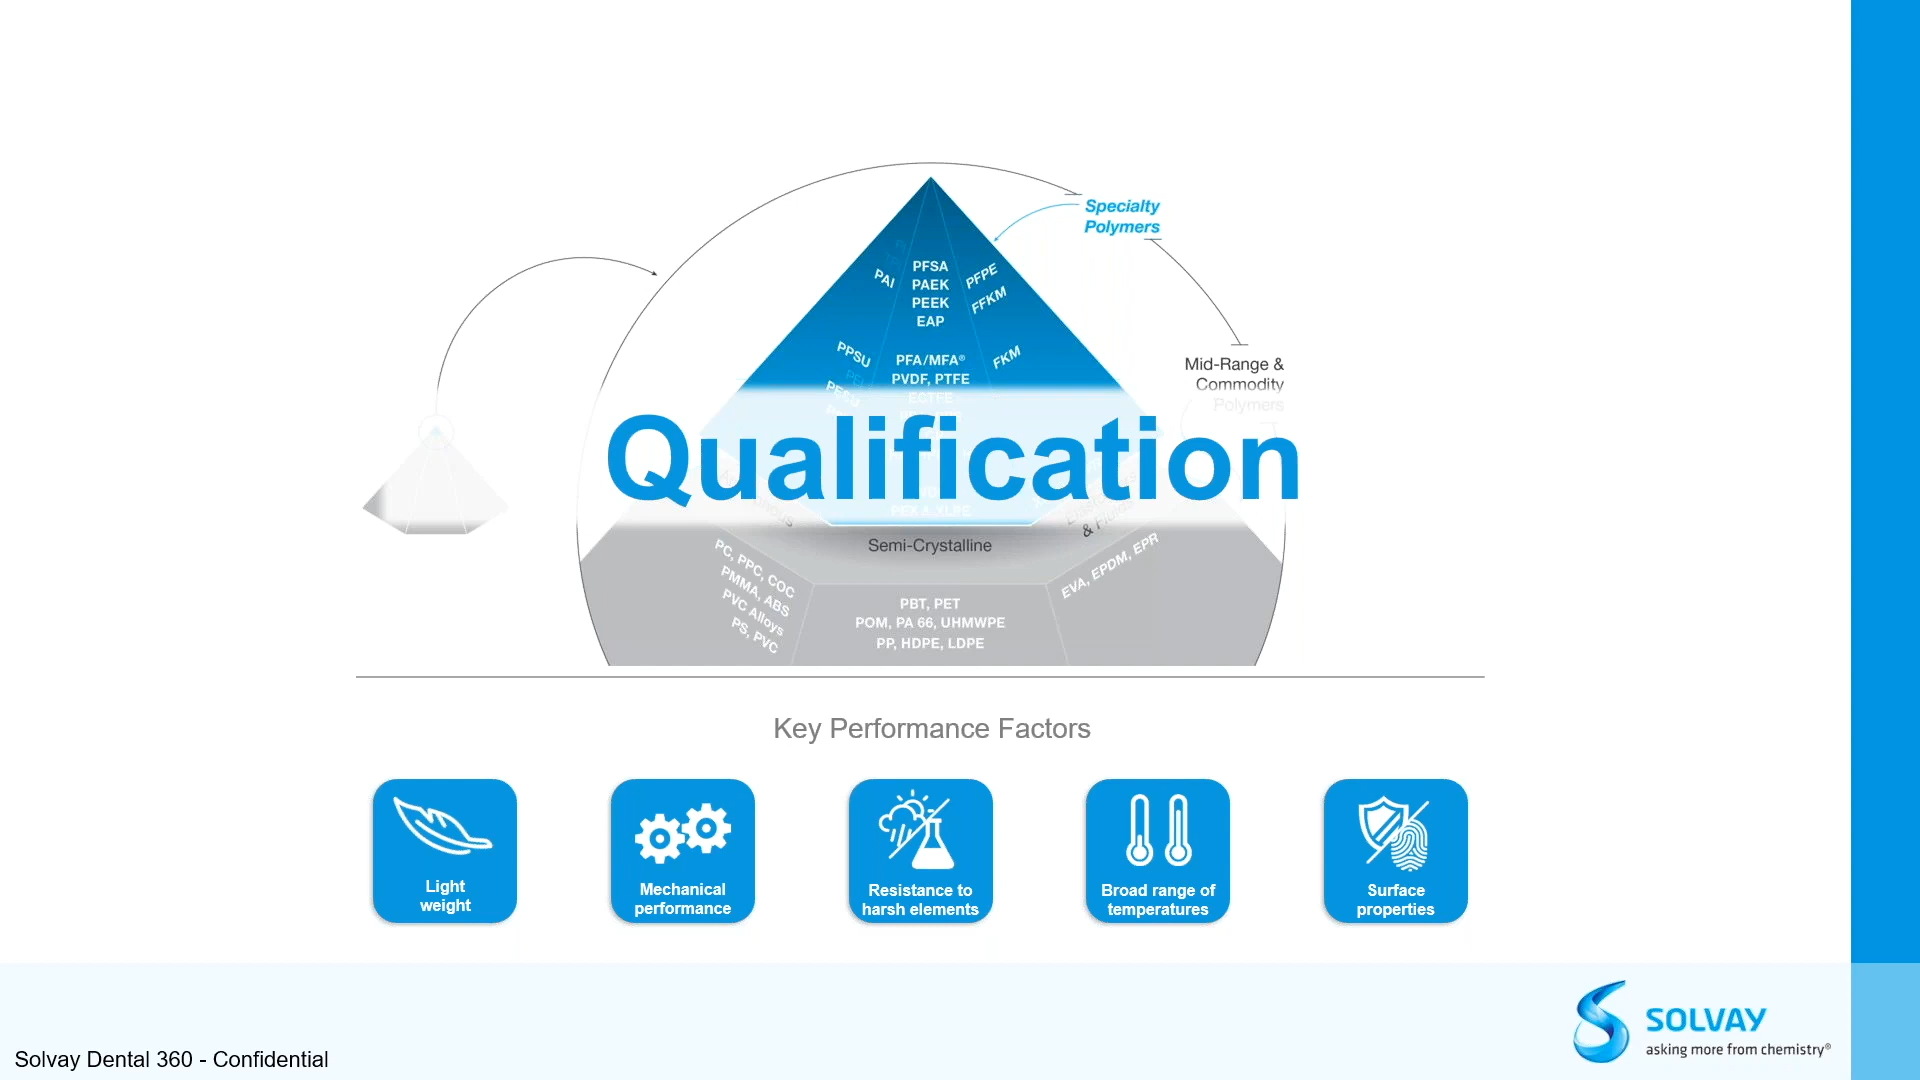 Specialty
Polymers
PFSA
PAEK
PEEK
EAP
PAI
PFPE
FFKM
PPSU
PFA/MFA®
PVDF, PTFE
ECTFE
FKM
PESU
Mid-Range &
Commodity
Polymers
Qualification
Semi-Crystalline
PC, PPC, COC
PMMA, ABS
PVC Alloys
PS, PVC
PBT, PET
POM, PA 66, UHMWPE
PP, HDPE, LDPE
EVA, EPDM, EPR
Key Performance Factors
Light
weight
Mechanical
performance
Resistance to
harsh elements
Broad range of
temperatures
Surface
properties
Solvay Dental 360 - Confidential
SOLVAY
asking more from chemistry®